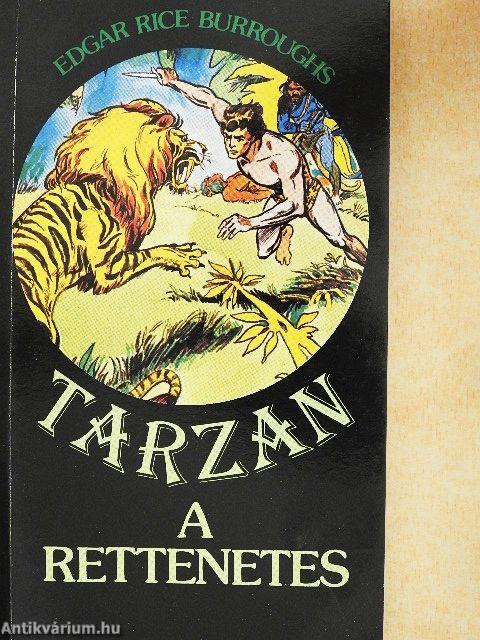 EDGAR RICE BURROUGHS
TARZAN
A
RETTENETES
Antikvárium.hu